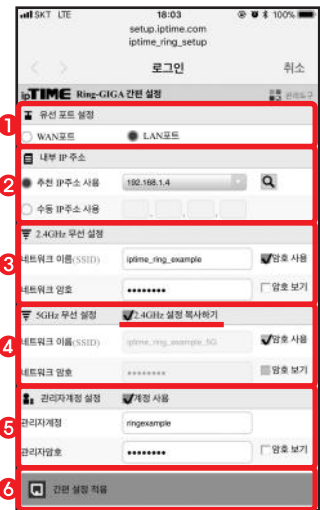 SKT LTE 18:03 100%
setup.iptime.com
iptime_ring_setup
로그인 취소
ipTIME Ring-GIGA 간편 설정 관리도구
1 유선 포트 설정
WAN포트 LAN포트
내부 IP 주소
2 추천 IP주소 사용 192.168.1.4
수동 IP주소 사용 . . .
2.4GHz 무선 설정
3 네트워크 이름(SSID) iptime_ring_example 암호 사용
네트워크 암호 •••••••• 암호 보기
5GHz 무선 설정 2.4GHz 설정 복사하기
4 네트워크 이름(SSID) iptime_ring_example_5G 암호 사용
네트워크 암호 •••••••• 암호 보기
관리자계정 설정 계정 사용
5 관리자계정 ringexample
관리자암호 •••••••• 암호 보기
6 간편 설정 적용